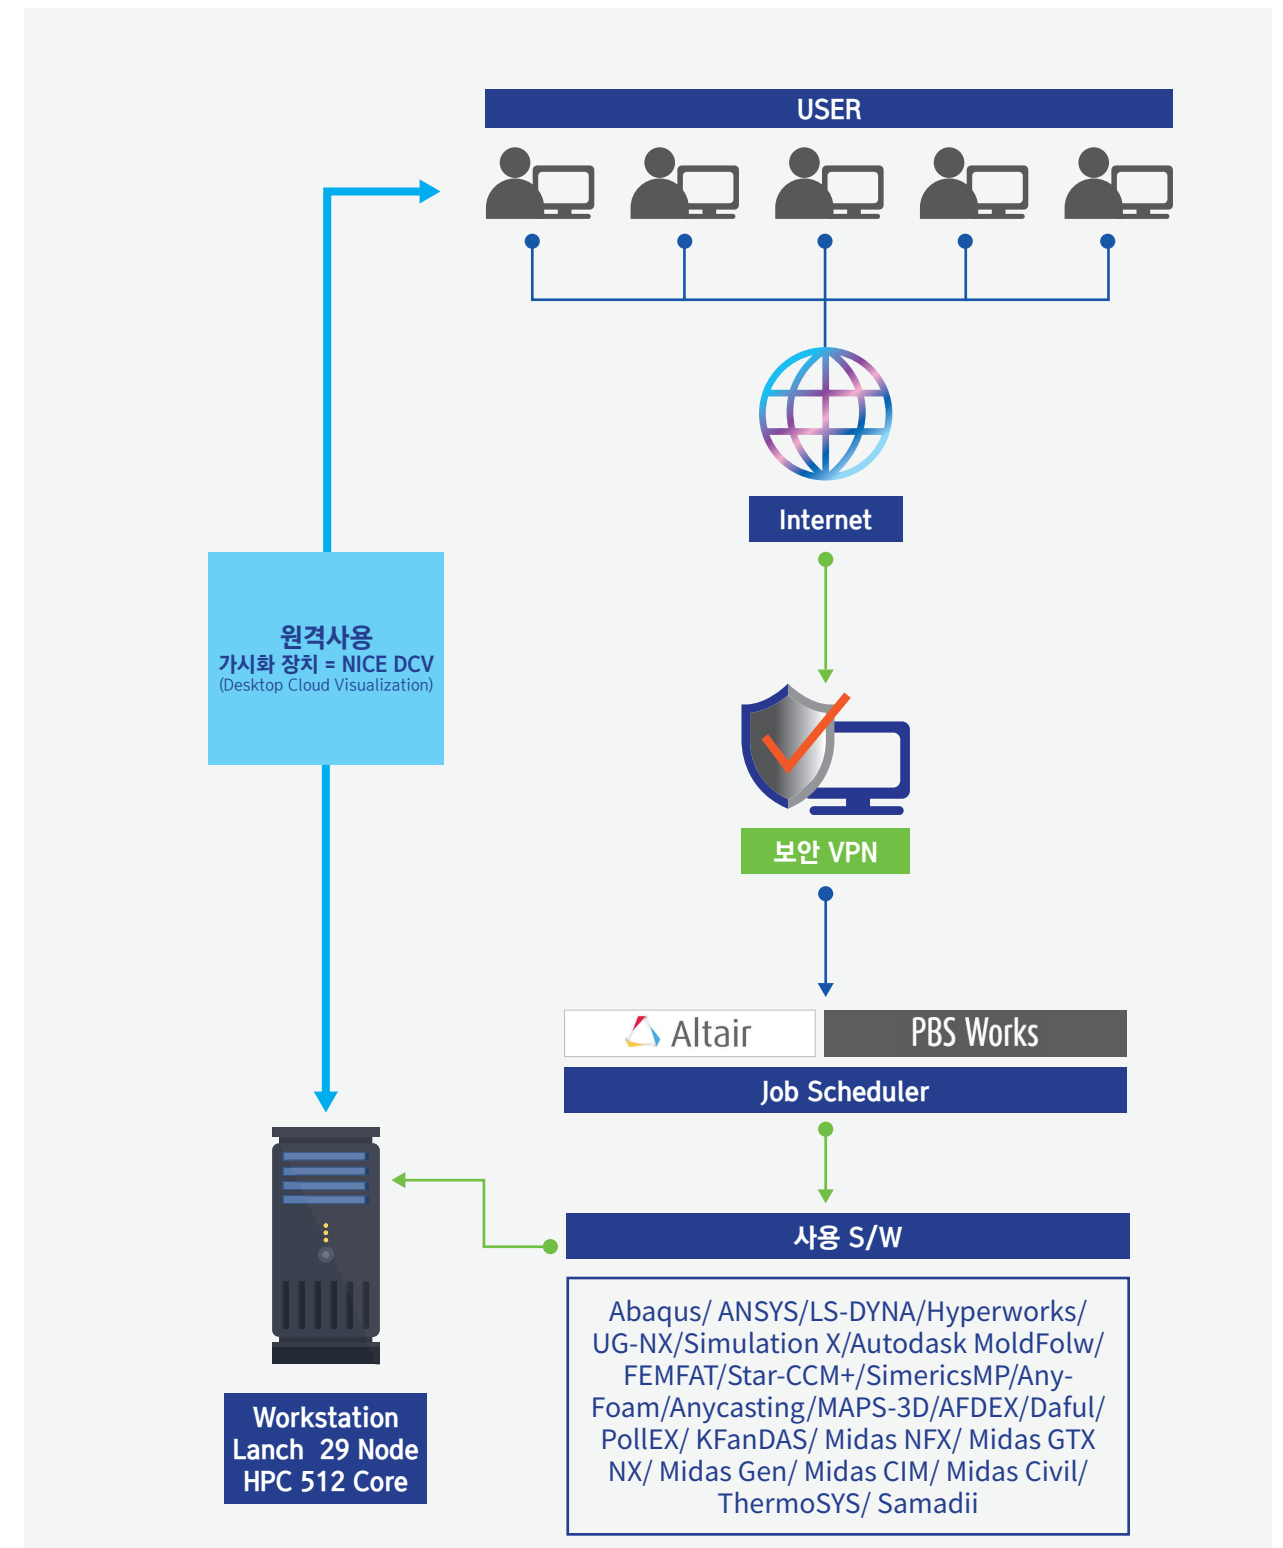 USER
Internet
원격사용
가시화 장치 = NICE DCV
(Desktop Cloud Visualization)
보안 VPN
Altair
PBS Works
Job Scheduler
사용 S/W
Abaqus/ ANSYS/LS-DYNA/Hyperworks/
UG-NX/Simulation X/Autodask MoldFolw/
FEMFAT/Star-CCM+/SimericsMP/Any-
Foam/Anycasting/MAPS-3D/AFDEX/Daful/
PollEX/ KFanDAS/ Midas NFX/ Midas GTX
NX/ Midas Gen/ Midas CIM/ Midas Civil/
ThermoSYS/ Samadii
Workstation
Lanch 29 Node
HPC 512 Core